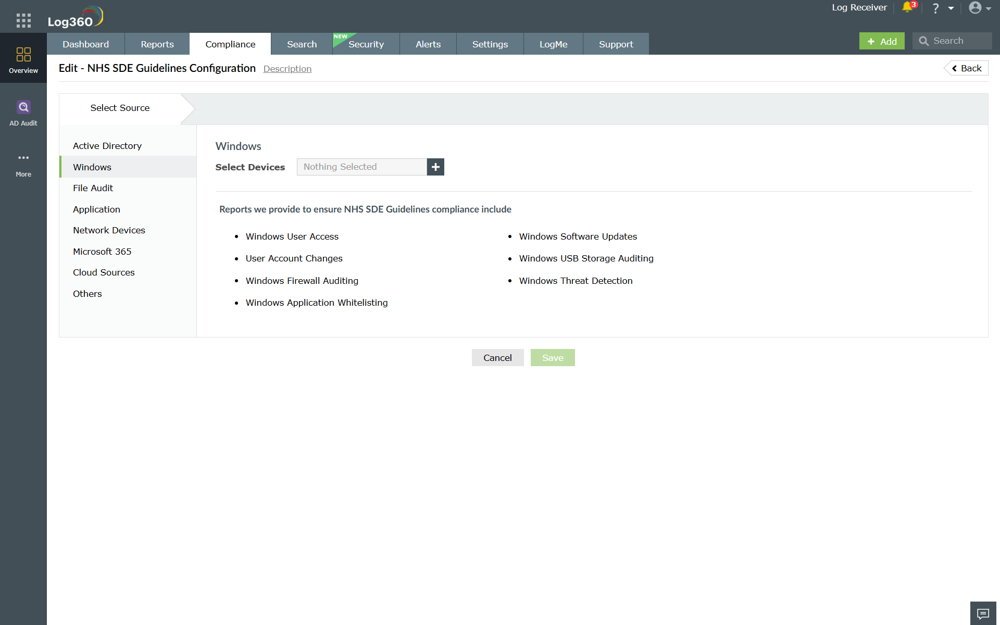 Log360
Log Receiver
3
?
Dashboard
Reports
Compliance
Search
NEW
Security
Alerts
Settings
LogMe
Support
+ Add
Search
Overview
AD Audit
More
Edit - NHS SDE Guidelines Configuration
Description
Back
Select Source
Active Directory
Windows
File Audit
Application
Network Devices
Microsoft 365
Cloud Sources
Others
Windows
Select Devices
Nothing Selected
+
Reports we provide to ensure NHS SDE Guidelines compliance include
• Windows User Access
• User Account Changes
• Windows Firewall Auditing
• Windows Application Whitelisting
• Windows Software Updates
• Windows USB Storage Auditing
• Windows Threat Detection
Cancel
Save